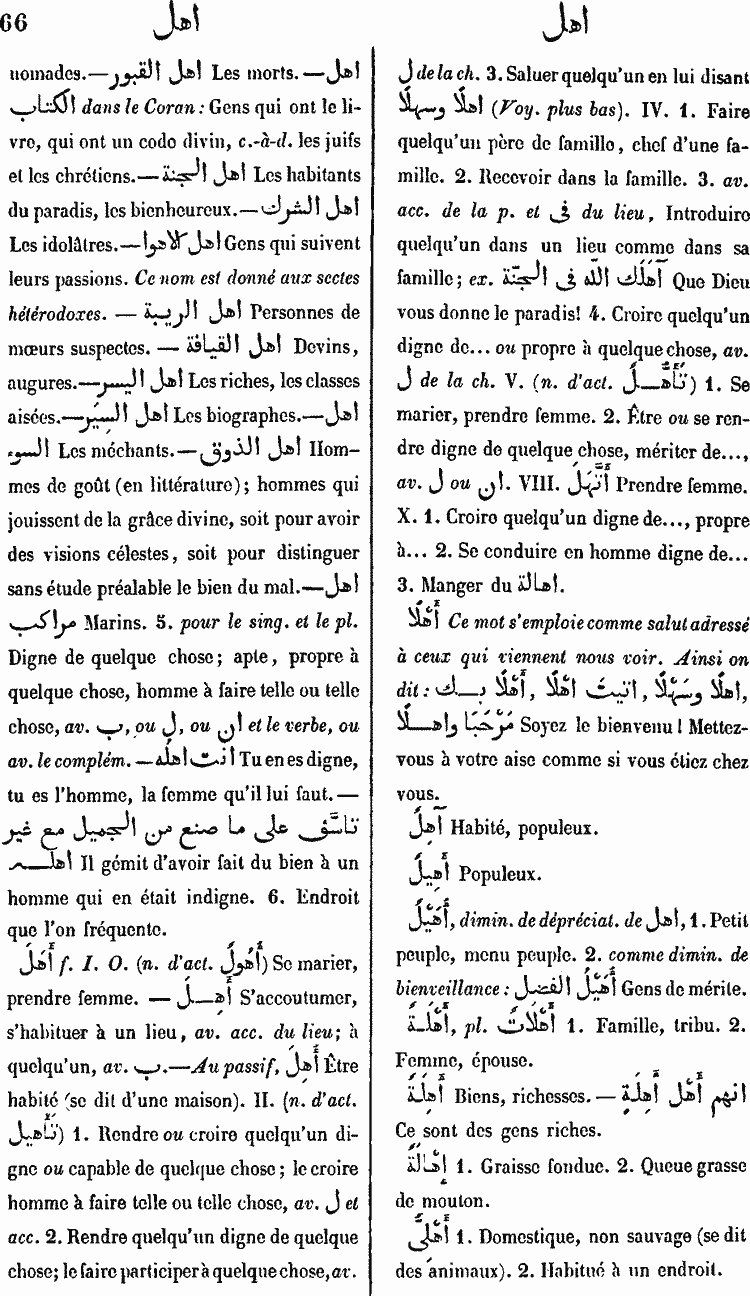 66 اهل اهل
nomades.—اهل القبور Les morts.—اهل
الكتاب dans le Coran : Gens qui ont le li-
vre, qui ont un code divin, c.-à-d. les juifs
et les chrétiens.—اهل الجنة Les habitants
du paradis, les bienheureux.—اهل الشرك
Les idolâtres.—اهل الاهوا Gens qui suivent
leurs passions. Ce nom est donné aux sectes
hétérodoxes. — اهل الريبة Personnes de
mœurs suspectes. — اهل القيافة Devins,
augures.—اهل اليسر Les riches, les classes
aisées.—اهل السيَر Les biographes.—اهل
السوء Les méchants.—اهل الذوق Hom-
mes de goût (en littérature); hommes qui
jouissent de la grâce divine, soit pour avoir
des visions célestes, soit pour distinguer
sans étude préalable le bien du mal.—اهل
مراكب Marins. 5. pour le sing. et le pl.
Digne de quelque chose; apte, propre à
quelque chose, homme à faire telle ou telle
chose, av. ب, ou ل, ou ان et le verbe, ou
av. le complém. —انت اهله Tu en es digne,
tu es l'homme, la femme qu'il lui faut.—
تاسّف على ما صنع من الجميل مع غير
اهله Il gémit d'avoir fait du bien à un
homme qui en était indigne. 6. Endroit
que l'on fréquente.
أَهَلَ f. I. O. (n. d'act. أُهُولٌ) Se marier,
prendre femme. — أَهِلَ S'accoutumer,
s'habituer à un lieu, av. acc. du lieu; à
quelqu'un, av. ب.—Au passif, أُهِلَ Être
habité (se dit d'une maison). II. (n. d'act.
تَأْهِيلٌ) 1. Rendre ou croire quelqu'un di-
gne ou capable de quelque chose; le croire
homme à faire telle ou telle chose, av. ل et
acc. 2. Rendre quelqu'un digne de quelque
chose; le faire participer à quelque chose, av.
ل de la ch. 3. Saluer quelqu'un en lui disant
اهلًا وسهلًا (Voy. plus bas). IV. 1. Faire
quelqu'un père de famille, chef d'une fa-
mille. 2. Recevoir dans la famille. 3. av.
acc. de la p. et فى du lieu, Introduire
quelqu'un dans un lieu comme dans sa
famille; ex. آهَلَك اللّه فى الجنّة Que Dieu
vous donne le paradis! 4. Croire quelqu'un
digne de... ou propre à quelque chose, av.
ل de la ch. V. (n. d'act. تَأَهُّلٌ) 1. Se
marier, prendre femme. 2. Être ou se ren-
dre digne de quelque chose, mériter de...,
av. ل ou ان. VIII. أَتَّهَلَ Prendre femme.
X. 1. Croire quelqu'un digne de..., propre
à... 2. Se conduire en homme digne de...
3. Manger du اهالة.
أَهْلًا Ce mot s'emploie comme salut adressé
à ceux qui viennent nous voir. Ainsi on
dit : اهلًا وسَهْلًا, اتيتَ اهْلًا, أَهْلًا بك,
مَرْحَبًا واهلًا Soyez le bienvenu! Mettez-
vous à votre aise comme si vous étiez chez
vous.
آهِلٌ Habité, populeux.
أَهِيلٌ Populeux.
أُهَيْلٌ, dimin. de dépréciat. de اهل, 1. Petit
peuple, menu peuple. 2. comme dimin. de
bienveillance : أُهَيْلُ الفضل Gens de mérite.
أَهْلَةٌ, pl. أَهْلَاتٌ 1. Famille, tribu. 2.
Femme, épouse.
أَهِلَةٌ Biens, richesses. — انهم أَهْل أَهِلَةٍ
Ce sont des gens riches.
إِهَالَةٌ 1. Graisse fondue. 2. Queue grasse
de mouton.
أَهْلِىٌّ 1. Domestique, non sauvage (se dit
des animaux). 2. Habitué à un endroit.